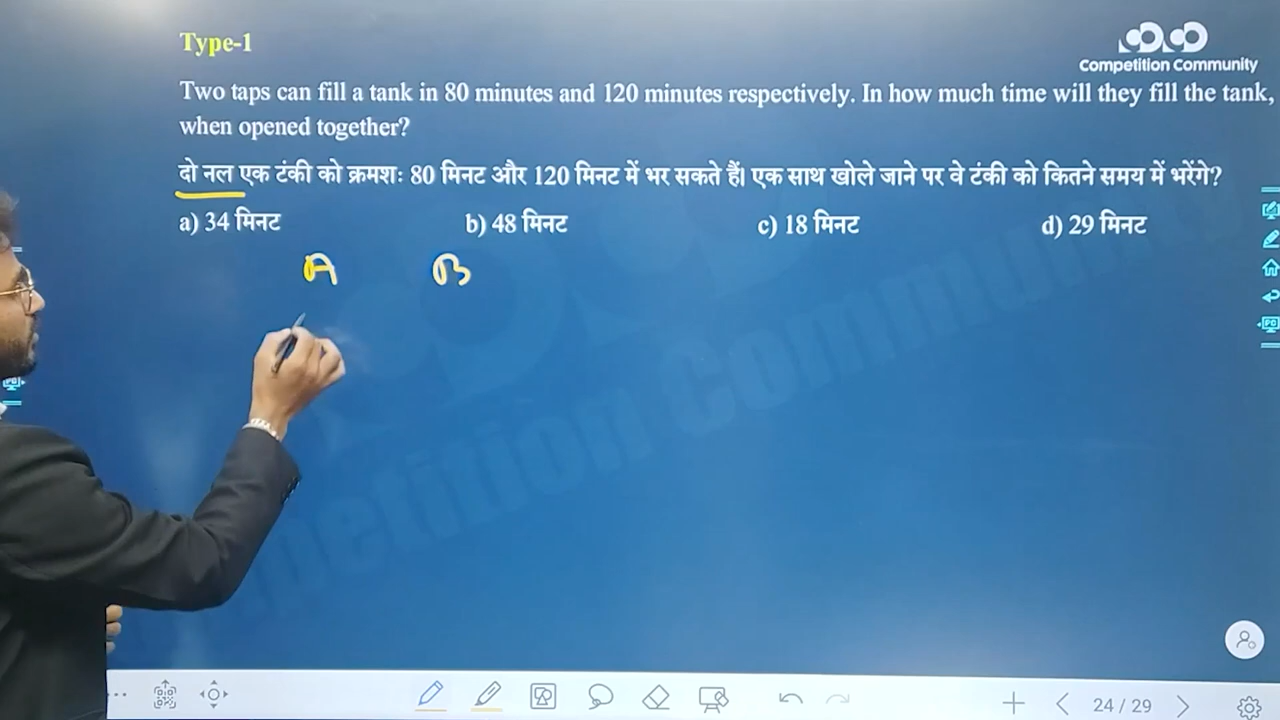 Type-1
Competition Community
Two taps can fill a tank in 80 minutes and 120 minutes respectively. In how much time will they fill the tank,
when opened together?
दो नल एक टंकी को क्रमशः 80 मिनट और 120 मिनट में भर सकते हैं। एक साथ खोले जाने पर वे टंकी को कितने समय में भरेंगे?
a) 34 मिनट b) 48 मिनट c) 18 मिनट d) 29 मिनट
A B
petition Community
24 / 29